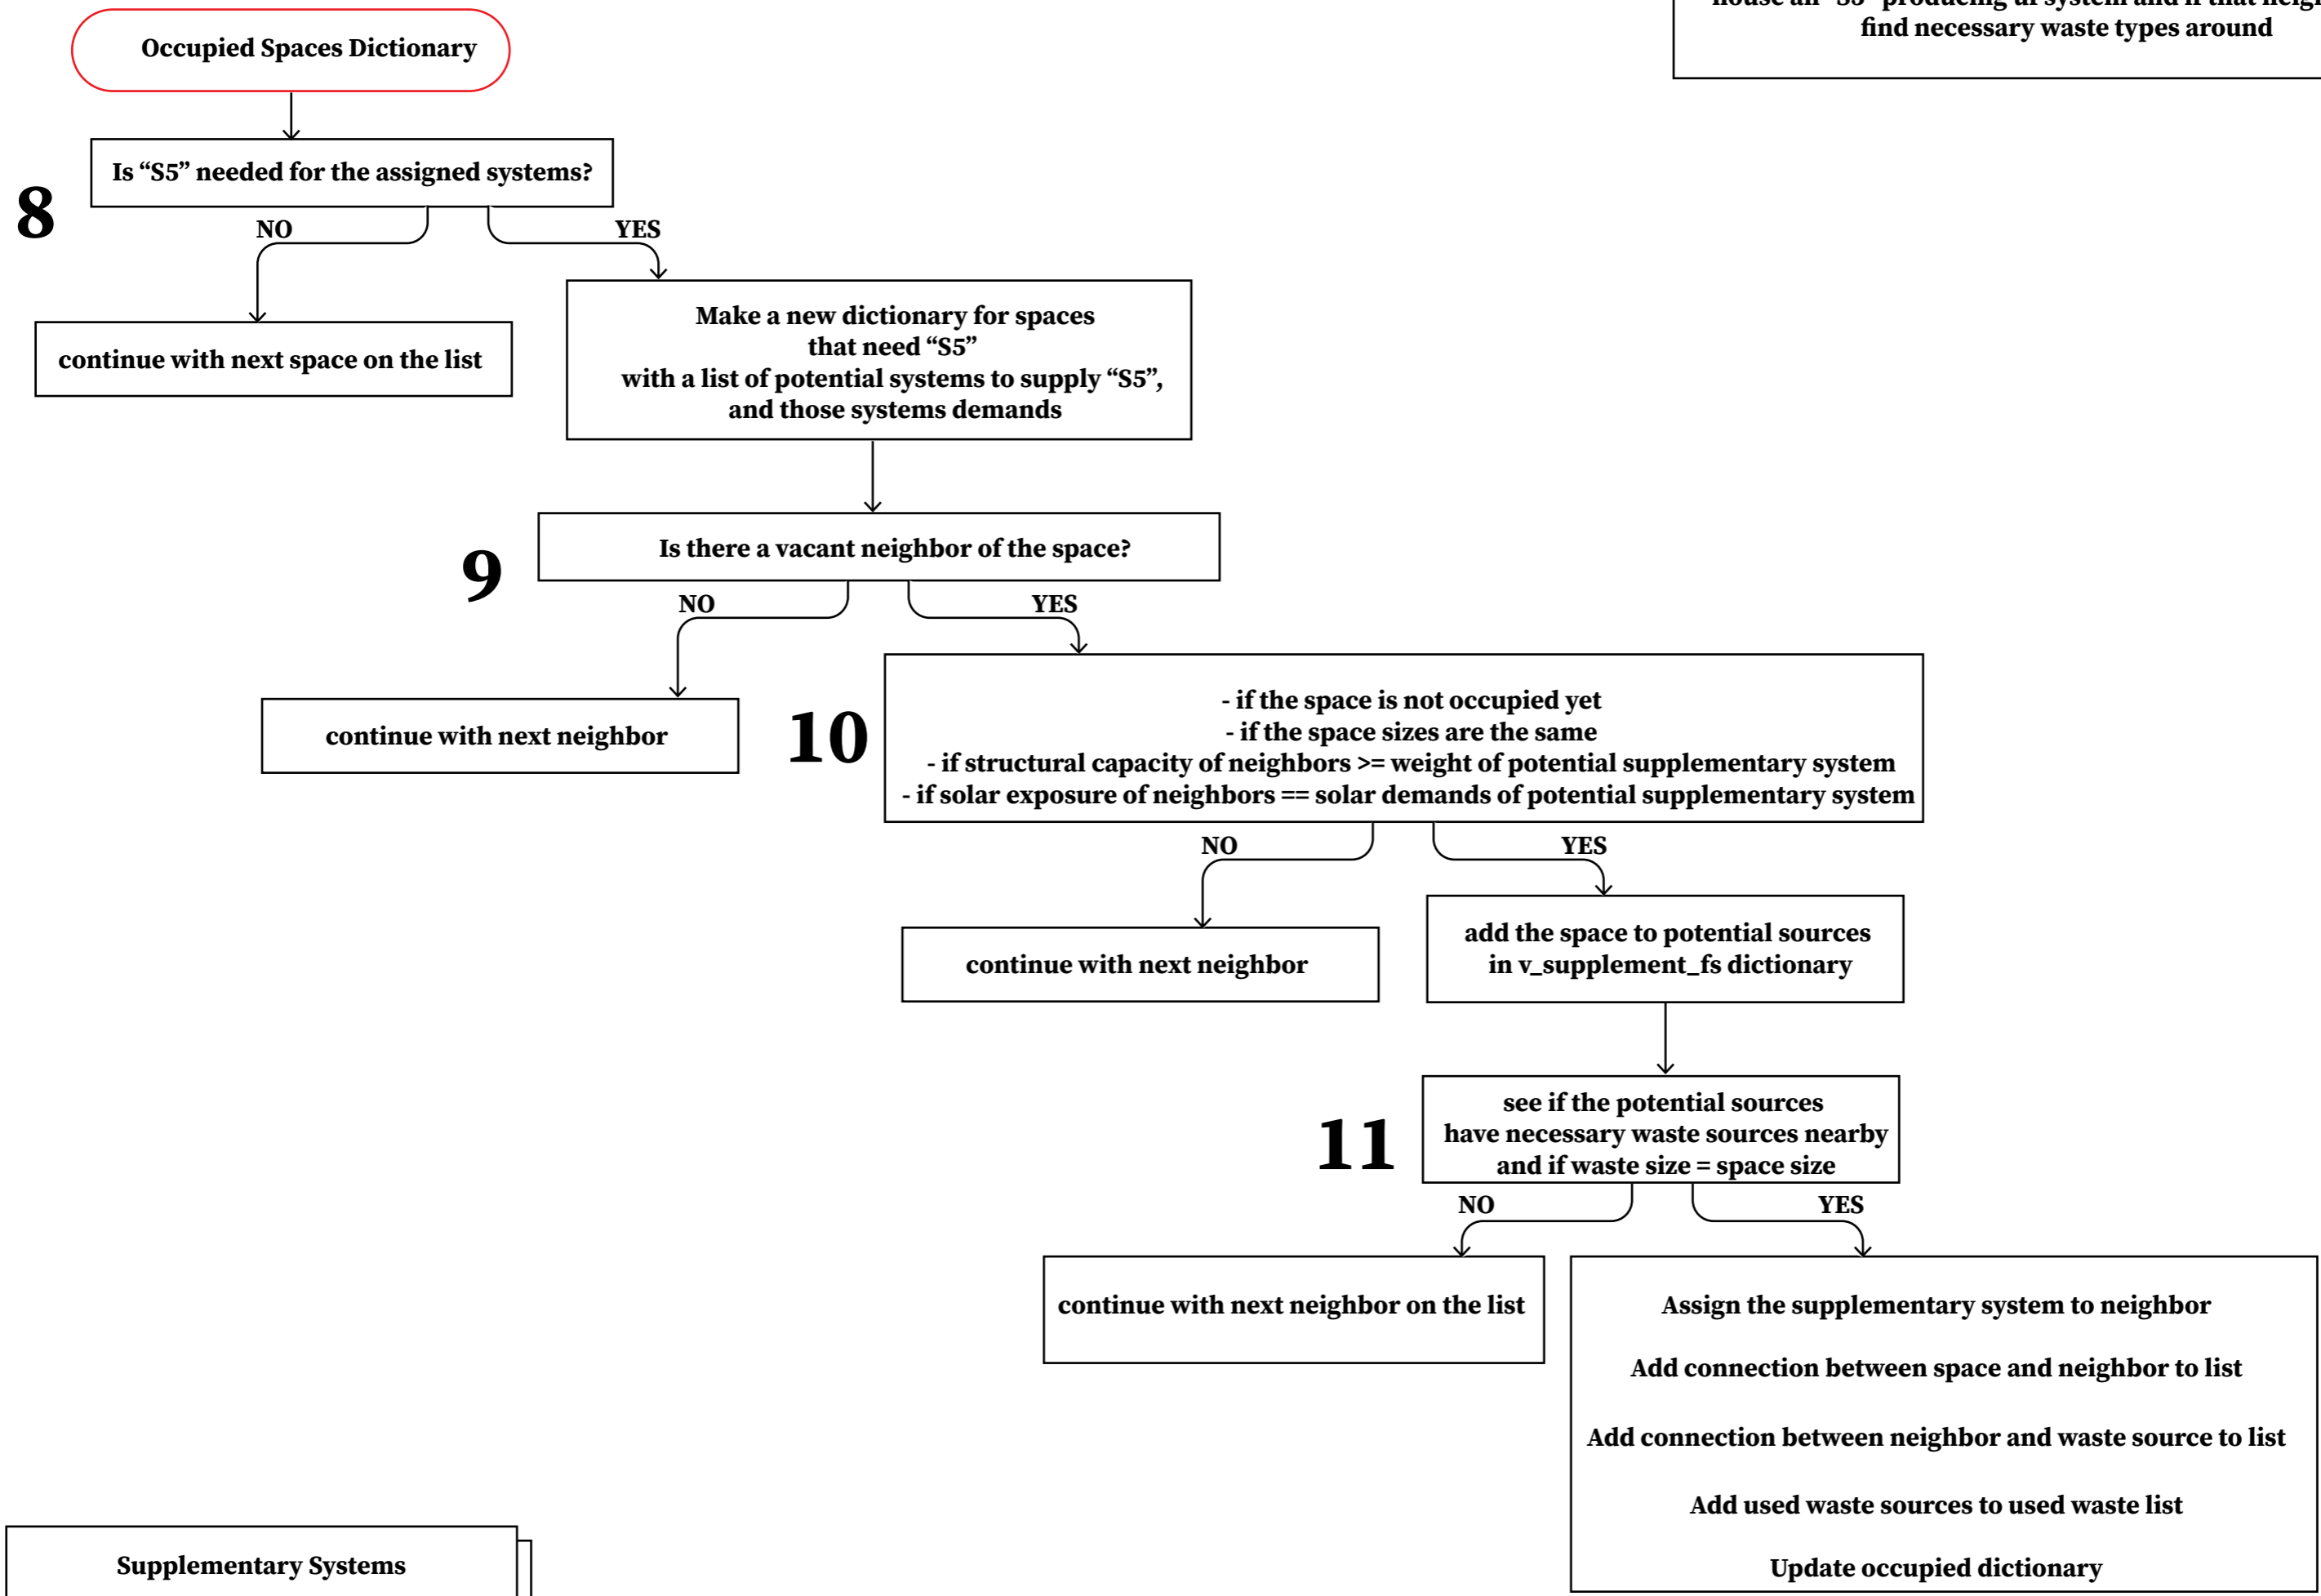 find necessary waste types around
Occupied Spaces Dictionary
8
Is “S5” needed for the assigned systems?
NO
YES
continue with next space on the list
Make a new dictionary for spaces
that need “S5”
with a list of potential systems to supply “S5”,
and those systems demands
9
Is there a vacant neighbor of the space?
NO
YES
continue with next neighbor
10
- if the space is not occupied yet
- if the space sizes are the same
- if structural capacity of neighbors >= weight of potential supplementary system
- if solar exposure of neighbors == solar demands of potential supplementary system
NO
YES
continue with next neighbor
add the space to potential sources
in v_supplement_fs dictionary
11
see if the potential sources
have necessary waste sources nearby
and if waste size = space size
NO
YES
continue with next neighbor on the list
Assign the supplementary system to neighbor
Add connection between space and neighbor to list
Add connection between neighbor and waste source to list
Add used waste sources to used waste list
Update occupied dictionary
Supplementary Systems